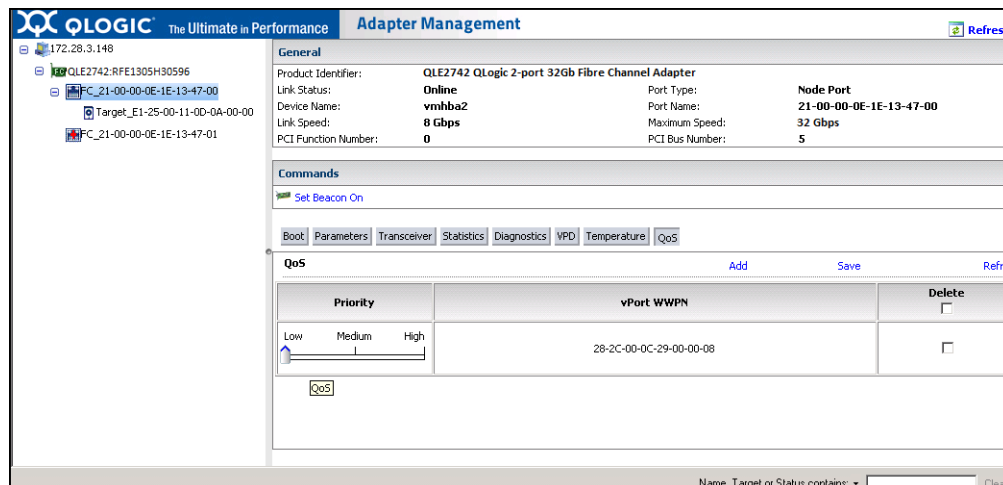 QLOGIC The Ultimate in Performance
Adapter Management
Refres
172.28.3.148
QLE2742:RFE1305H30596
FC_21-00-00-0E-1E-13-47-00
Target_E1-25-00-11-0D-0A-00-00
FC_21-00-00-0E-1E-13-47-01
General
Product Identifier: QLE2742 QLogic 2-port 32Gb Fibre Channel Adapter
Link Status: Online Port Type: Node Port
Device Name: vmhba2 Port Name: 21-00-00-0E-1E-13-47-00
Link Speed: 8 Gbps Maximum Speed: 32 Gbps
PCI Function Number: 0 PCI Bus Number: 5
Commands
Set Beacon On
Boot Parameters Transceiver Statistics Diagnostics VPD Temperature QoS
QoS Add Save Refr
Priority vPort WWPN Delete
Low Medium High
28-2C-00-0C-29-00-00-08
QoS
Name, Target or Status contains: Clea